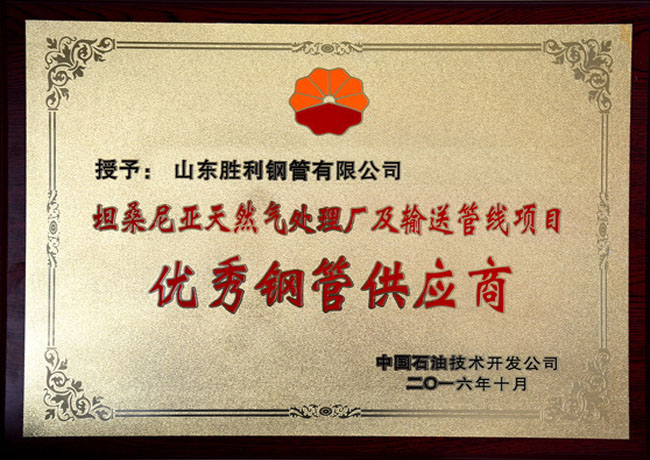 授予：山东胜利钢管有限公司
坦桑尼亚天然气处理厂及输送管线项目
优秀钢管供应商
中国石油技术开发公司
二〇一六年十月